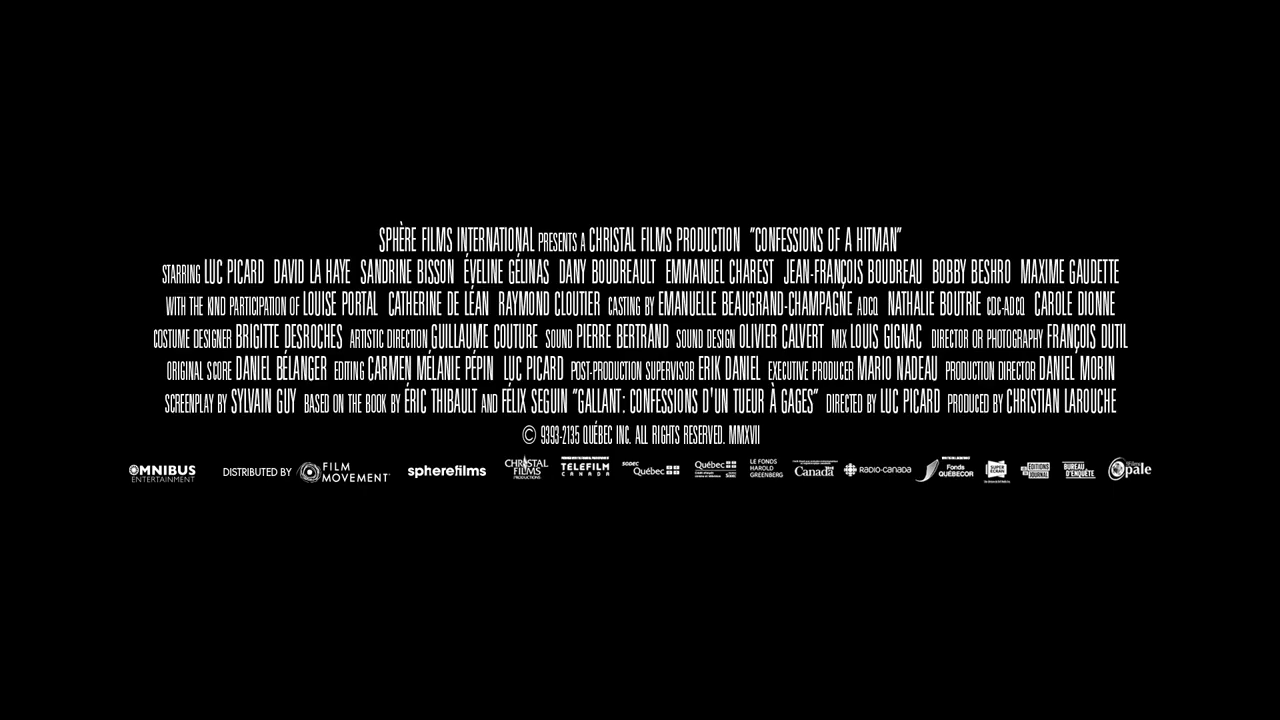 SPHÈRE FILMS INTERNATIONAL PRESENTS A CHRISTAL FILMS PRODUCTION "CONFESSIONS OF A HITMAN"
STARRING LUC PICARD DAVID LA HAYE SANDRINE BISSON ÉVELINE GÉLINAS DANY BOUDREAULT EMMANUEL CHAREST JEAN-FRANÇOIS BOUDREAU BOBBY BESHRO MAXIME GAUDETTE
WITH THE KIND PARTICIPATION OF LOUISE PORTAL CATHERINE DE LÉAN RAYMOND CLOUTIER CASTING BY EMANUELLE BEAUGRAND-CHAMPAGNE ADCQ NATHALIE BOUTRIE CDC-ADCQ CAROLE DIONNE
COSTUME DESIGNER BRIGITTE DESROCHES ARTISTIC DIRECTION GUILLAUME COUTURE SOUND PIERRE BERTRAND SOUND DESIGN OLIVIER CALVERT MIX LOUIS GIGNAC DIRECTOR OR PHOTOGRAPHY FRANÇOIS DUTIL
ORIGINAL SCORE DANIEL BÉLANGER EDITING CARMEN MÉLANIE PÉPIN LUC PICARD POST-PRODUCTION SUPERVISOR ERIK DANIEL EXECUTIVE PRODUCER MARIO NADEAU PRODUCTION DIRECTOR DANIEL MORIN
SCREENPLAY BY SYLVAIN GUY BASED ON THE BOOK BY ÉRIC THIBAULT AND FÉLIX SEGUIN "GALLANT: CONFESSIONS D'UN TUEUR À GAGES" DIRECTED BY LUC PICARD PRODUCED BY CHRISTIAN LAROUCHE
© 9393-2135 QUÉBEC INC. ALL RIGHTS RESERVED. MMXVII
OMNIBUS ENTERTAINMENT
DISTRIBUTED BY FILM MOVEMENT
spherefilms
CHRISTAL FILMS PRODUCTIONS
TELEFILM CANADA
SODEC Québec
Québec
LE FONDS HAROLD GREENBERG
Canada
RADIO-CANADA
Fonds QUÉBECOR
SUPER ÉCRAN
ÉDITIONS JOURNAL
BUREAU D'ENQUÊTE
Opale